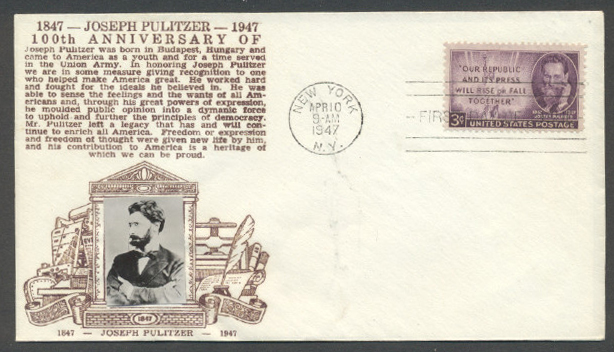 1847 — JOSEPH PULITZER — 1947
100th ANNIVERSARY OF
Joseph Pulitzer was born in Budapest, Hungary and
came to America as a youth and for a time served
in the Union Army. In honoring Joseph Pulitzer
we are in some measure giving recognition to one
who helped make America great. He worked hard
and fought for the ideals he believed in. He was
able to sense the feelings and the wants of all Am-
ericans and, through his great powers of expression,
he moulded public opinion into a dynamic force
to uphold and further the principles of democracy.
Mr. Pulitzer left a legacy that has and will con-
tinue to enrich all America. Freedom or expression
and freedom of thought were given new life by him,
and his contribution to America is a heritage of
which we can be proud.
1847
1847 — JOSEPH PULITZER — 1947
NEW YORK
APR 10
9-AM
1947
N.Y.
FIRS
"OUR REPUBLIC
AND ITS PRESS
WILL RISE OR FALL
TOGETHER"
JOSEPH PULITZER
3¢ UNITED STATES POSTAGE